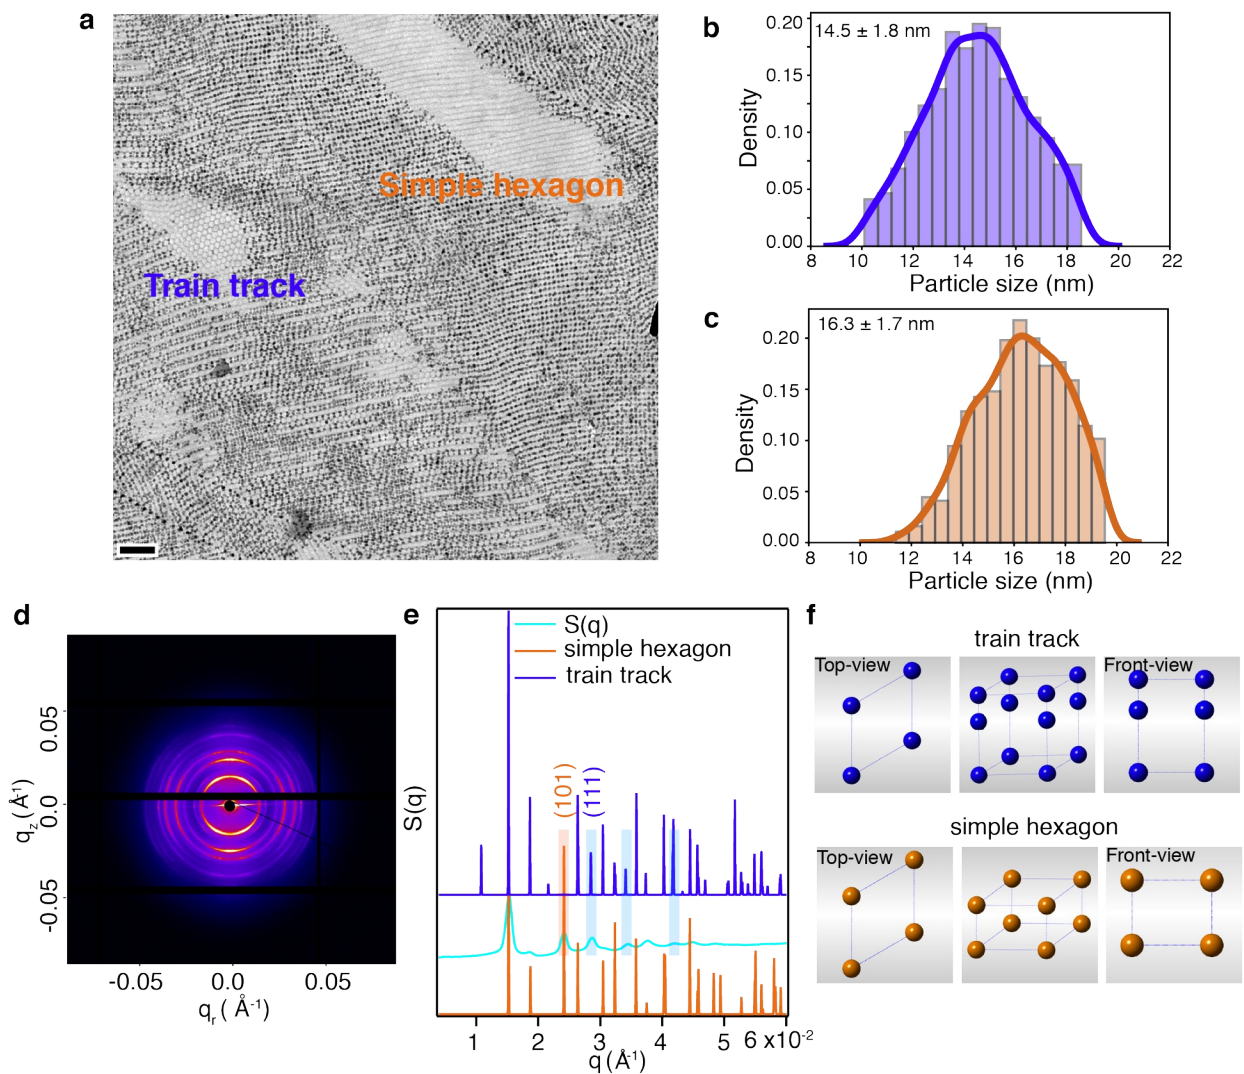 a
Simple hexagon
Train track
b
14.5 ± 1.8 nm
Density
0.20
0.15
0.10
0.05
0.00
8 10 12 14 16 18 20 22
Particle size (nm)
c
16.3 ± 1.7 nm
Density
0.20
0.15
0.10
0.05
0.00
8 10 12 14 16 18 20 22
Particle size (nm)
d
qz (Å-1)
0.05
0.0
-0.05
-0.05 0.0 0.05
qr ( Å-1)
e
S(q)
S(q)
simple hexagon
train track
(101)
(111)
1 2 3 4 5 6 x10-2
q (Å-1)
f
train track
Top-view
Front-view
simple hexagon
Top-view
Front-view